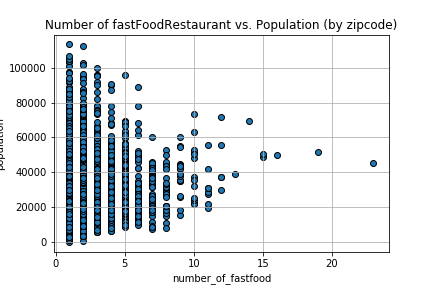 Number of fastFoodRestaurant vs. Population (by zipcode)
100000
80000
60000
40000
20000
0
population
0 5 10 15 20
number_of_fastfood